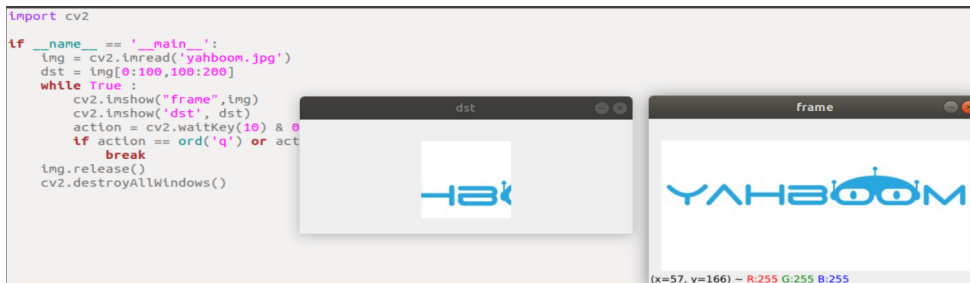 import cv2
if __name__ == '__main__':
    img = cv2.imread('yahboom.jpg')
    dst = img[0:100,100:200]
    while True :
        cv2.imshow("frame",img)
        cv2.imshow('dst', dst)
        action = cv2.waitKey(10) & 0
        if action == ord('q') or act
            break
    img.release()
    cv2.destroyAllWindows()
dst
HB
frame
YAHBOOM
(x=57, y=166) ~ R:255 G:255 B:255